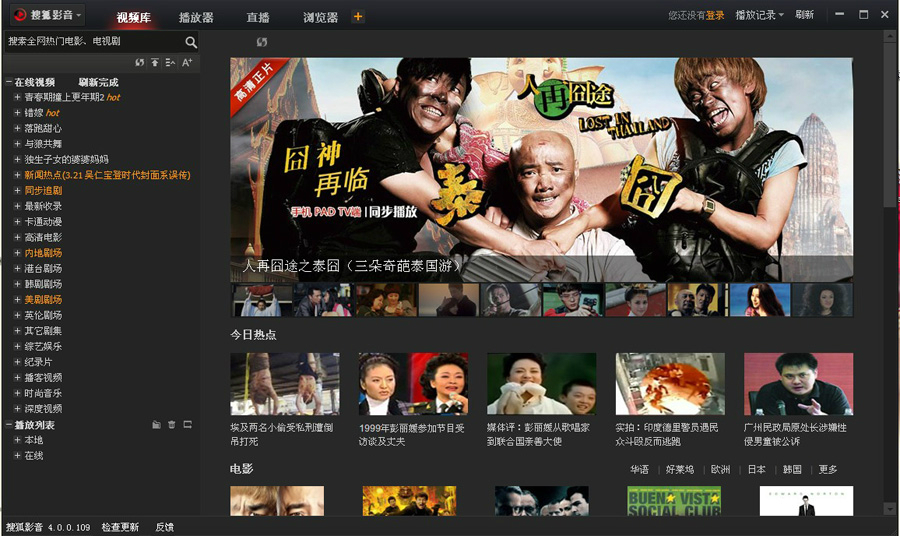 搜狐影音
视频库
播放器
直播
浏览器
您还没有登录
播放记录
刷新
搜索全网热门电影、电视剧
在线视频 刷新完成
青春期撞上更年期2 hot
错嫁 hot
落跑甜心
与狼共舞
独生子女的婆婆妈妈
新闻热点(3.21 吴仁宝登时代封面系误传)
同步追剧
最新收录
卡通动漫
高清电影
内地剧场
港台剧场
韩剧剧场
美剧剧场
英伦剧场
其它剧集
综艺娱乐
纪录片
播客视频
时尚音乐
深度视频
播放列表
本地
在线
高清正片
人再囧途
LOST IN THAILAND
囧神
再临
泰
囧
手机 PAD TV端 | 同步播放
人再囧途之泰囧（三朵奇葩泰国游）
今日热点
埃及两名小偷受私刑遭倒
吊打死
1999年彭丽媛参加节目受
访谈及丈夫
媒体评：彭丽媛从歌唱家
到联合国亲善大使
实拍：印度德里警员遇民
众斗殴反而逃跑
广州民政局原处长涉嫌性
侵男童被公诉
电影
华语 | 好莱坞 | 欧洲 | 日本 | 韩国 | 更多
BUENA VISTA
SOCIAL CLUB
EDWARD NORTON
搜狐影音 4.0.0.109 检查更新 反馈